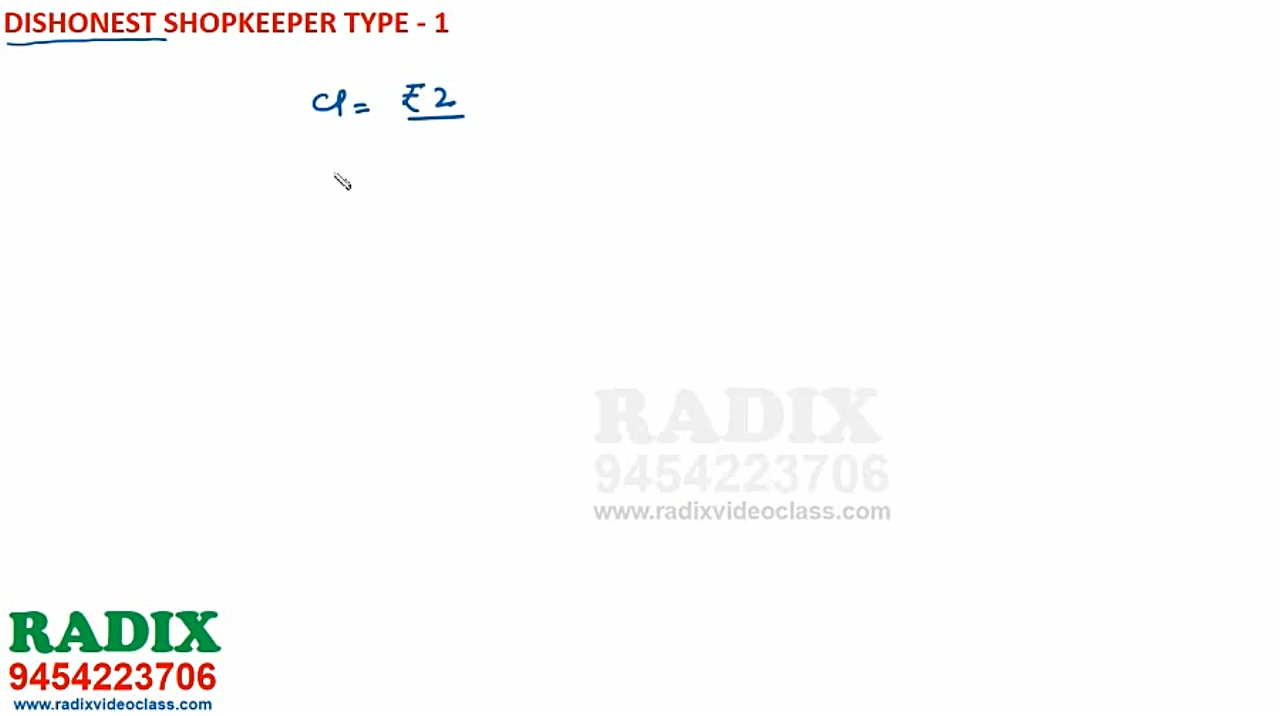 DISHONEST SHOPKEEPER TYPE - 1
CP = ₹ 2
RADIX
9454223706
www.radixvideoclass.com
RADIX
9454223706
www.radixvideoclass.com